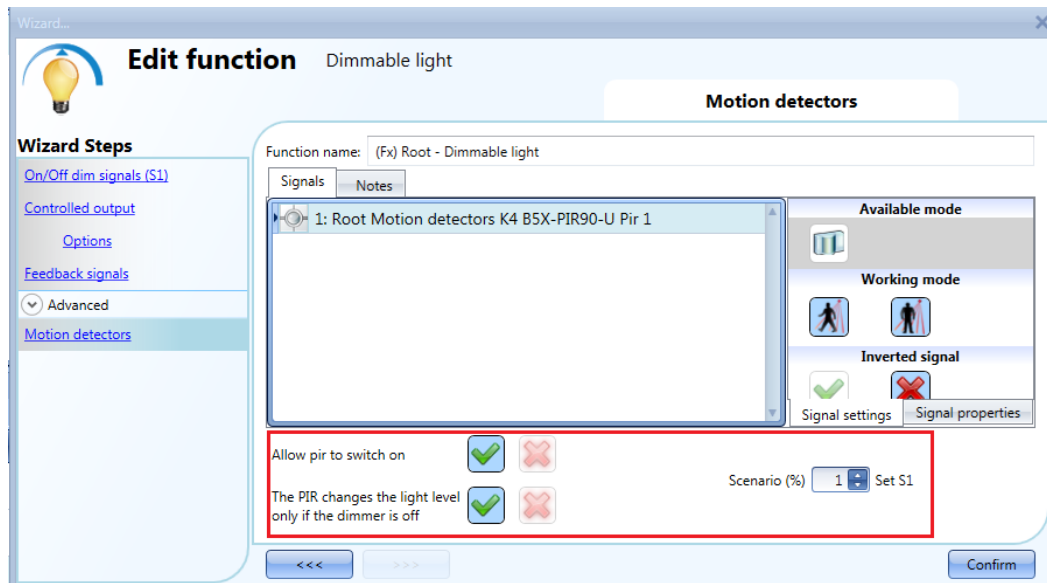 Wizard...
Edit function Dimmable light
Motion detectors
Wizard Steps
On/Off dim signals (S1)
Controlled output
Options
Feedback signals
Advanced
Motion detectors
Function name: (Fx) Root - Dimmable light
Signals Notes
1: Root Motion detectors K4 B5X-PIR90-U Pir 1
Available mode
Working mode
Inverted signal
Signal settings Signal properties
Allow pir to switch on
The PIR changes the light level
only if the dimmer is off
Scenario (%) 1 Set S1
<<< >>> Confirm